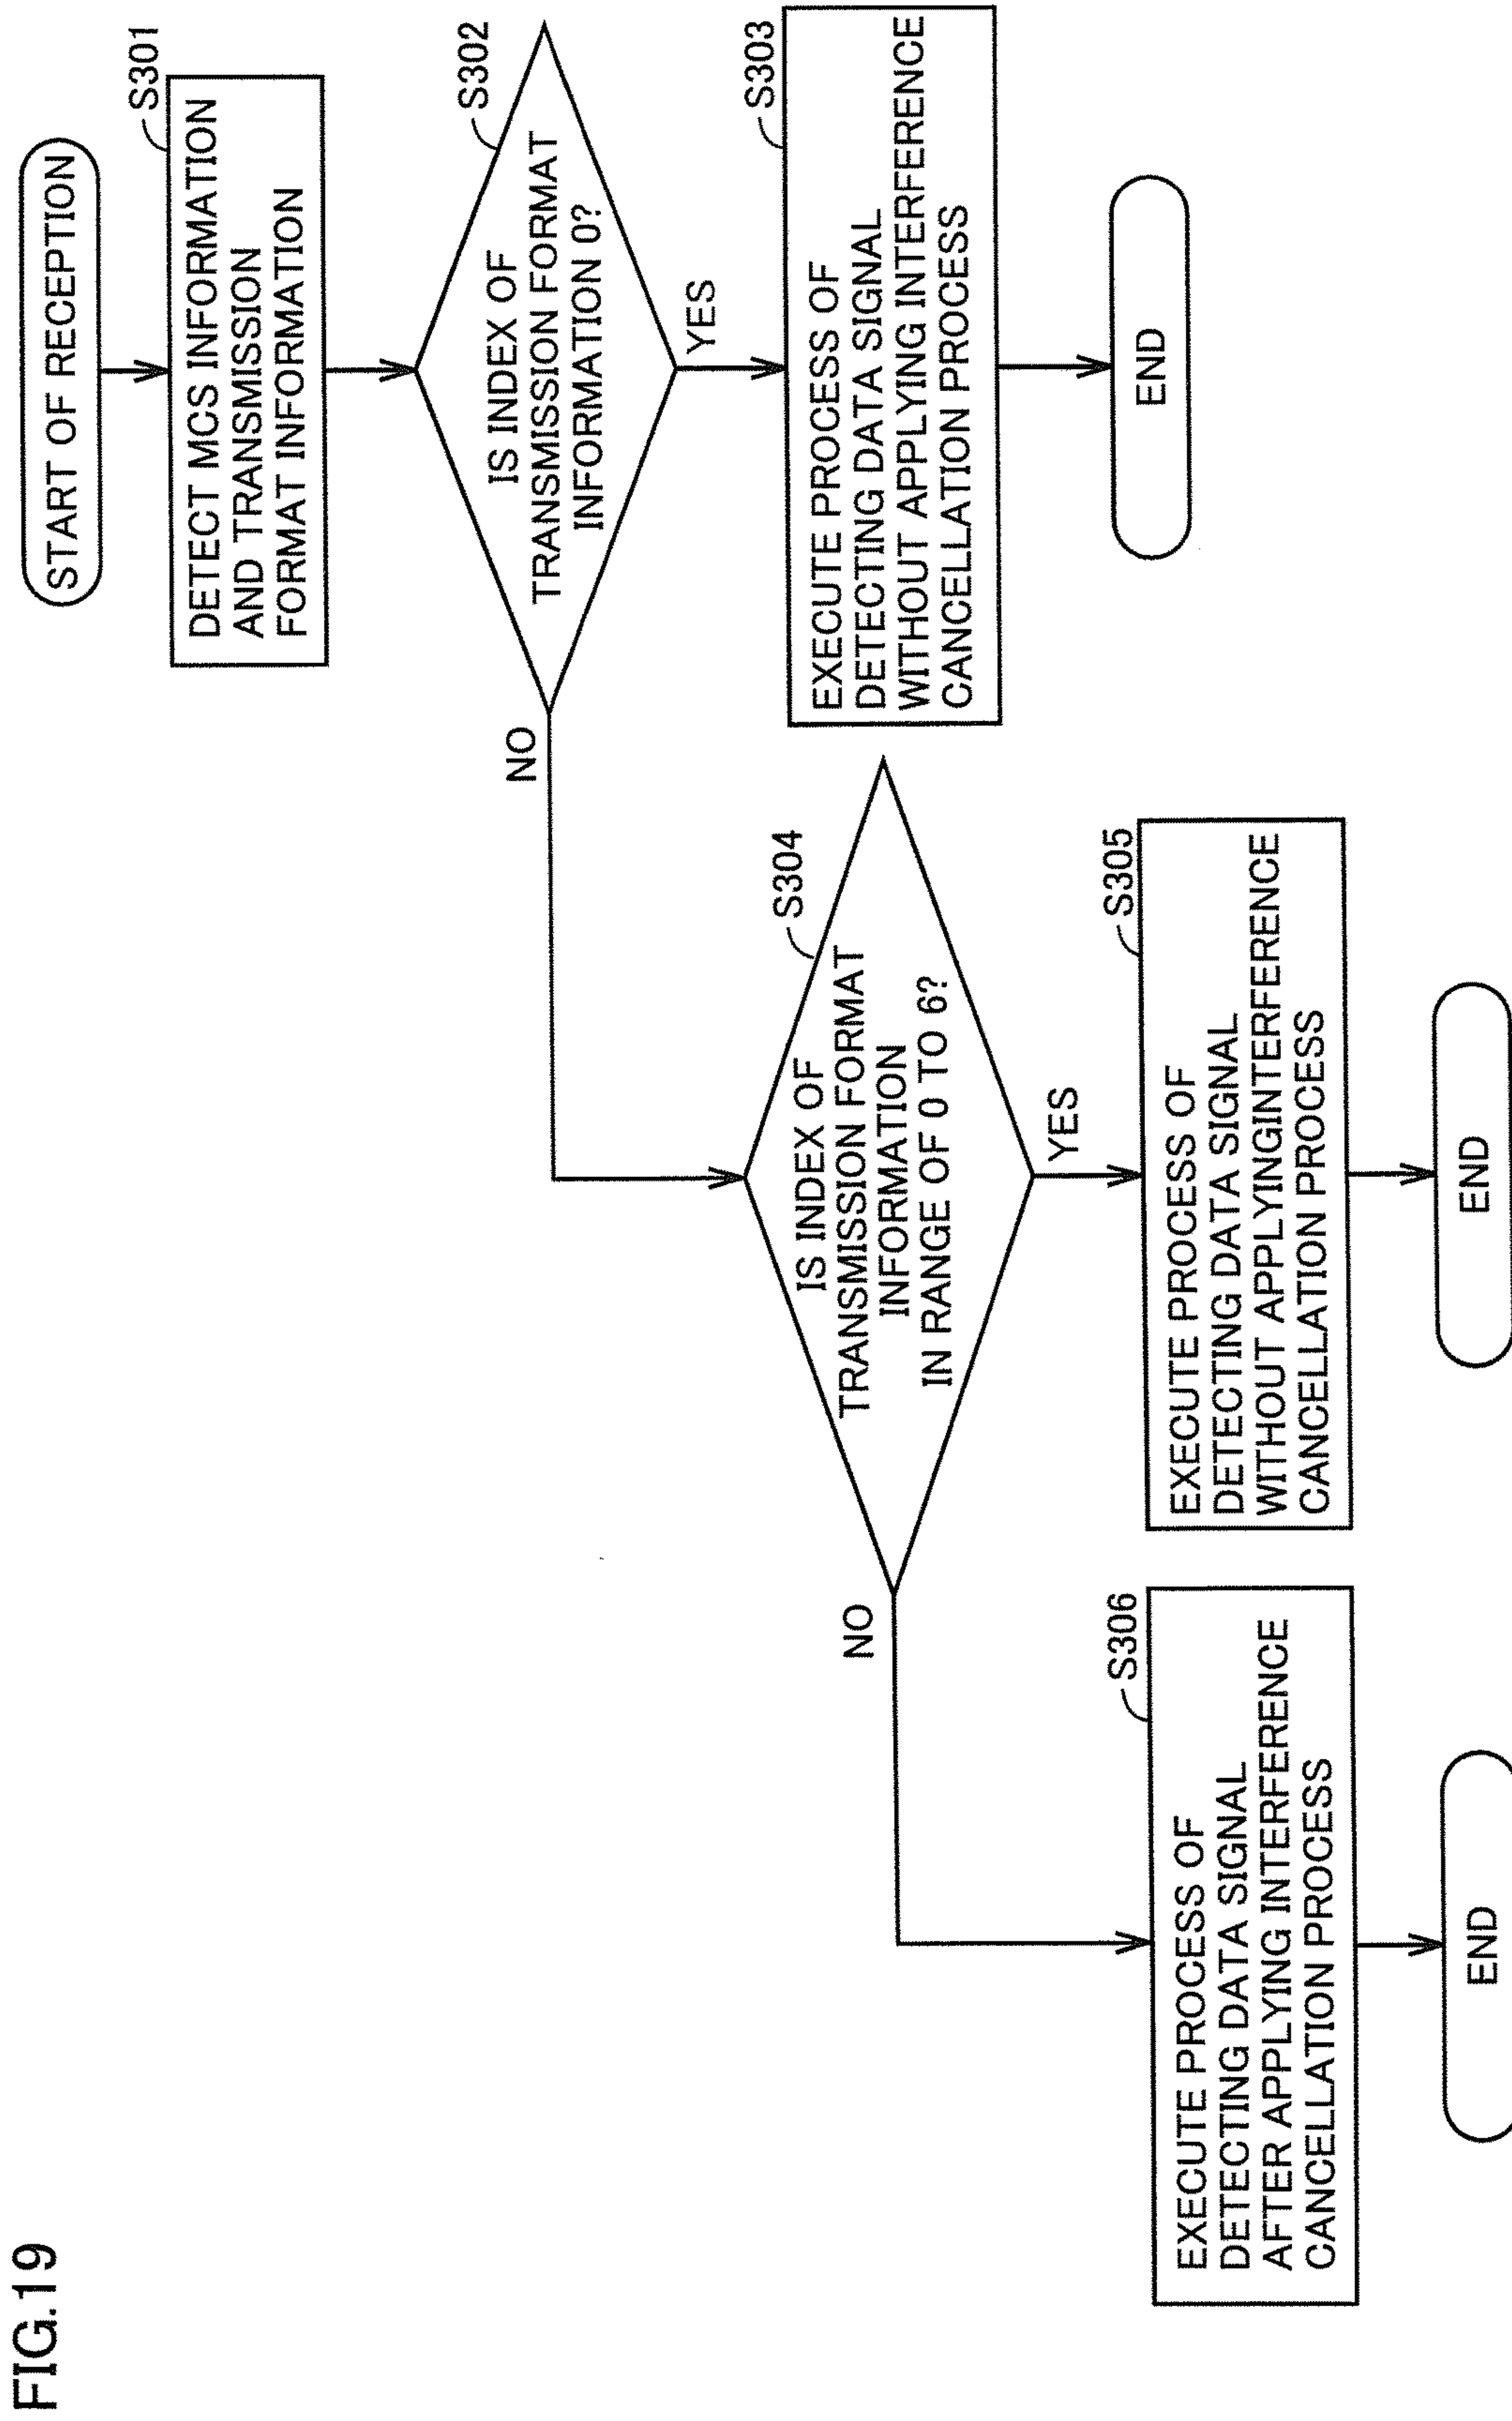 FIG.19
START OF RECEPTION
S301
DETECT MCS INFORMATION
AND TRANSMISSION
FORMAT INFORMATION
S302
IS INDEX OF
TRANSMISSION FORMAT
INFORMATION 0?
NO
YES
S303
EXECUTE PROCESS OF
DETECTING DATA SIGNAL
WITHOUT APPLYING INTERFERENCE
CANCELLATION PROCESS
END
S304
IS INDEX OF
TRANSMISSION FORMAT
INFORMATION
IN RANGE OF 0 TO 6?
NO
YES
S305
EXECUTE PROCESS OF
DETECTING DATA SIGNAL
WITHOUT APPLYINGINTERFERENCE
CANCELLATION PROCESS
END
S306
EXECUTE PROCESS OF
DETECTING DATA SIGNAL
AFTER APPLYING INTERFERENCE
CANCELLATION PROCESS
END